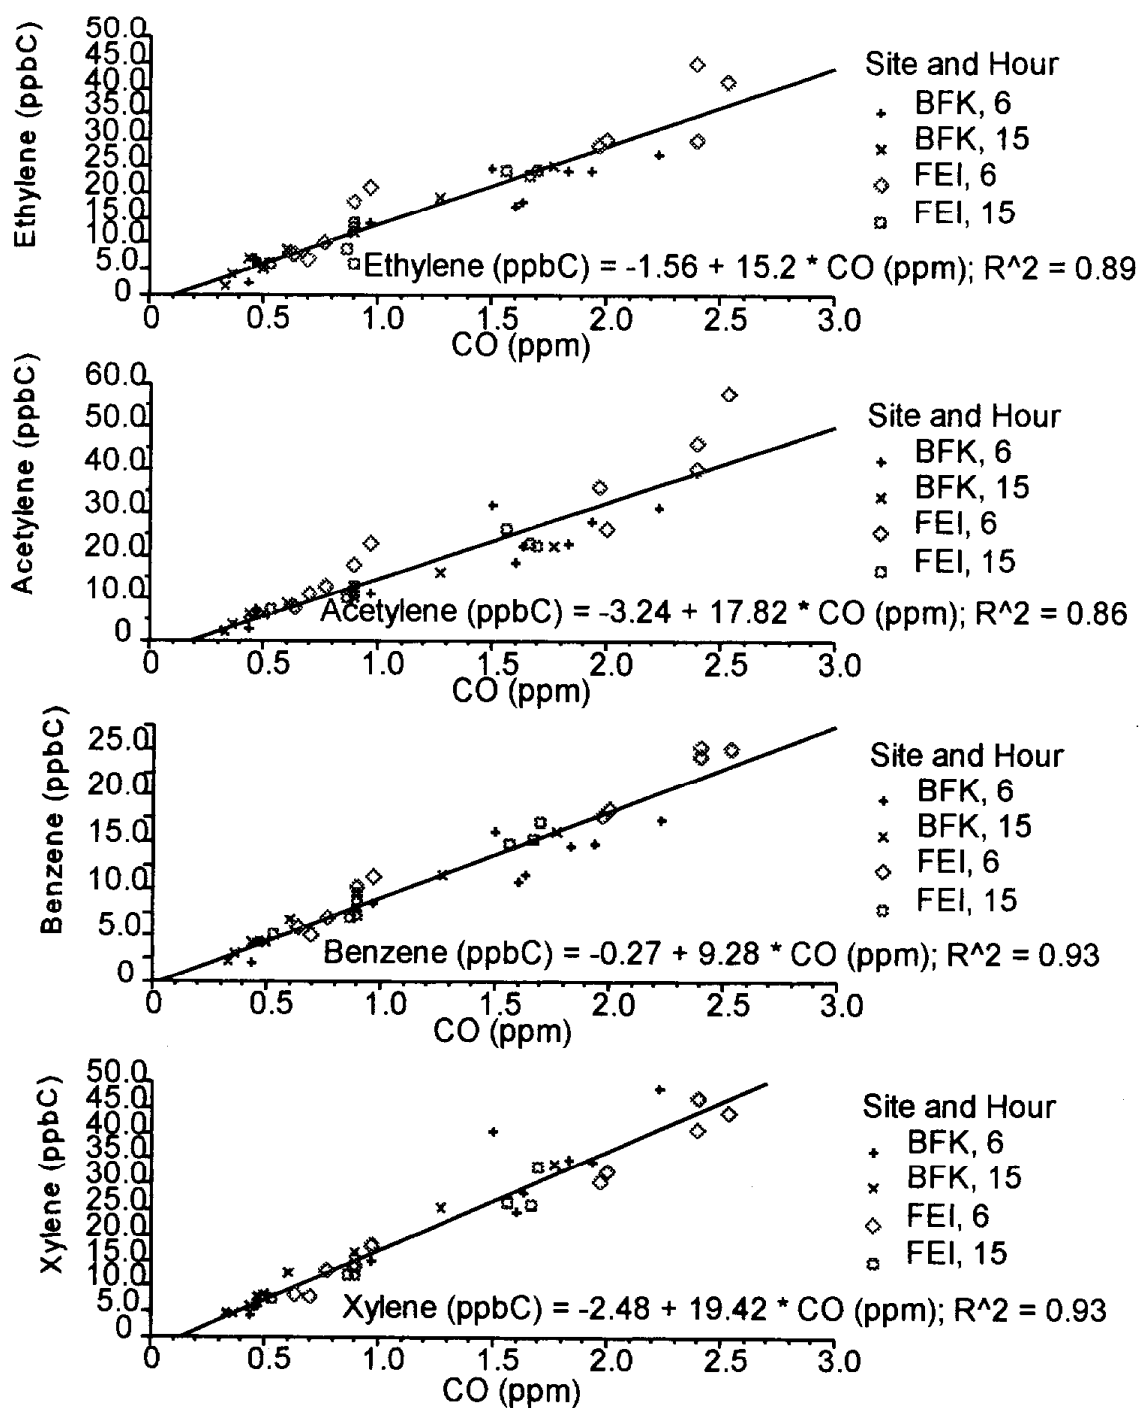 Ethylene (ppbC)
50.0
45.0
40.0
35.0
30.0
25.0
20.0
15.0
10.0
5.0
0
Site and Hour
BFK, 6
BFK, 15
FEI, 6
FEI, 15
Ethylene (ppbC) = -1.56 + 15.2 * CO (ppm); R^2 = 0.89
0 0.5 1.0 1.5 2.0 2.5 3.0
CO (ppm)
Acetylene (ppbC)
60.0
50.0
40.0
30.0
20.0
10.0
0
Site and Hour
BFK, 6
BFK, 15
FEI, 6
FEI, 15
Acetylene (ppbC) = -3.24 + 17.82 * CO (ppm); R^2 = 0.86
0 0.5 1.0 1.5 2.0 2.5 3.0
CO (ppm)
Benzene (ppbC)
25.0
20.0
15.0
10.0
5.0
0
Site and Hour
BFK, 6
BFK, 15
FEI, 6
FEI, 15
Benzene (ppbC) = -0.27 + 9.28 * CO (ppm); R^2 = 0.93
0 0.5 1.0 1.5 2.0 2.5 3.0
CO (ppm)
Xylene (ppbC)
50.0
45.0
40.0
35.0
30.0
25.0
20.0
15.0
10.0
5.0
0
Site and Hour
BFK, 6
BFK, 15
FEI, 6
FEI, 15
Xylene (ppbC) = -2.48 + 19.42 * CO (ppm); R^2 = 0.93
0 0.5 1.0 1.5 2.0 2.5 3.0
CO (ppm)